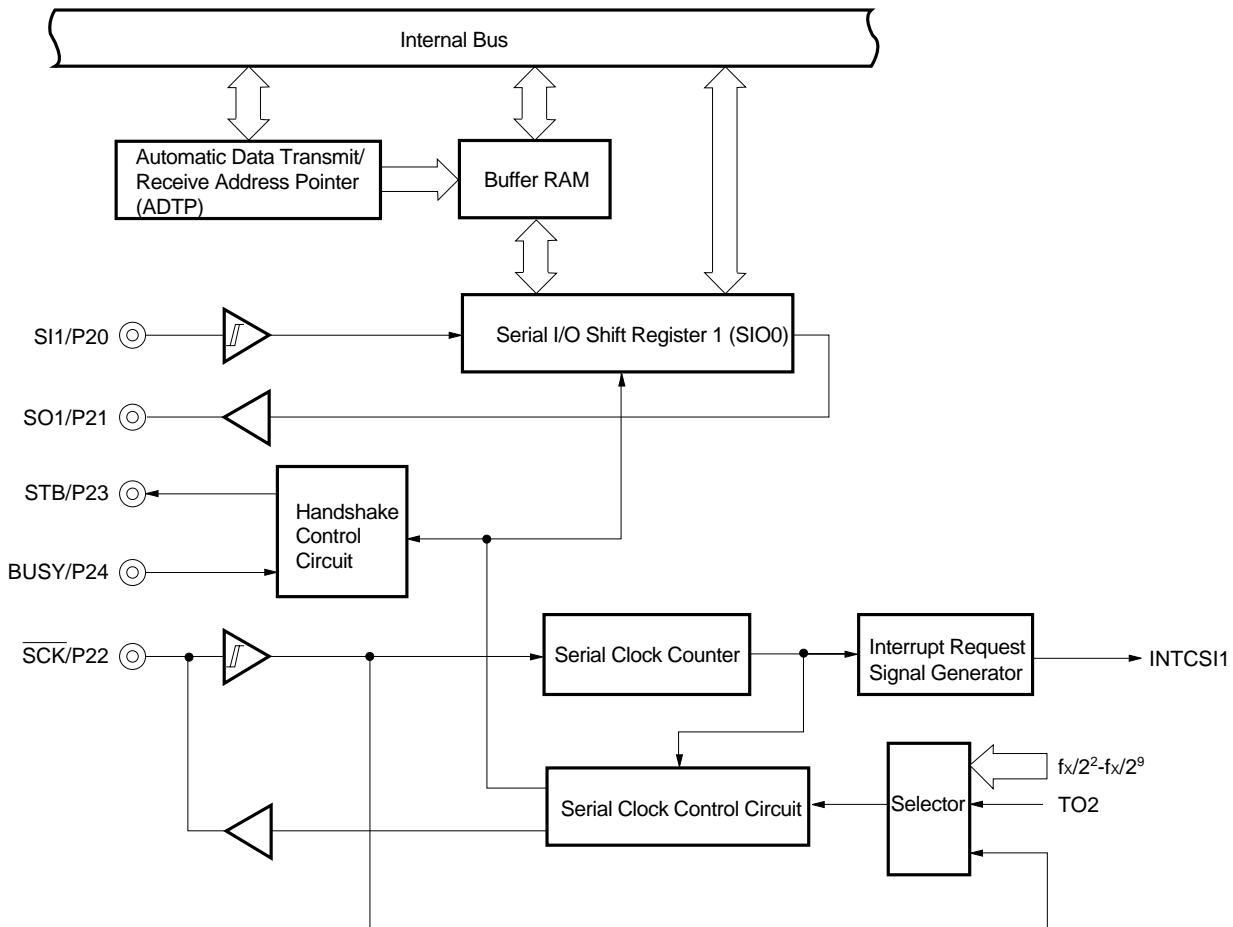 Internal Bus
Automatic Data Transmit/
Receive Address Pointer
(ADTP)
Buffer RAM
SI1/P20
Serial I/O Shift Register 1 (SIO0)
SO1/P21
STB/P23
Handshake
Control
Circuit
BUSY/P24
SCK/P22
Serial Clock Counter
Interrupt Request
Signal Generator
INTCSI1
fx/2²-fx/2⁹
Serial Clock Control Circuit
Selector
TO2